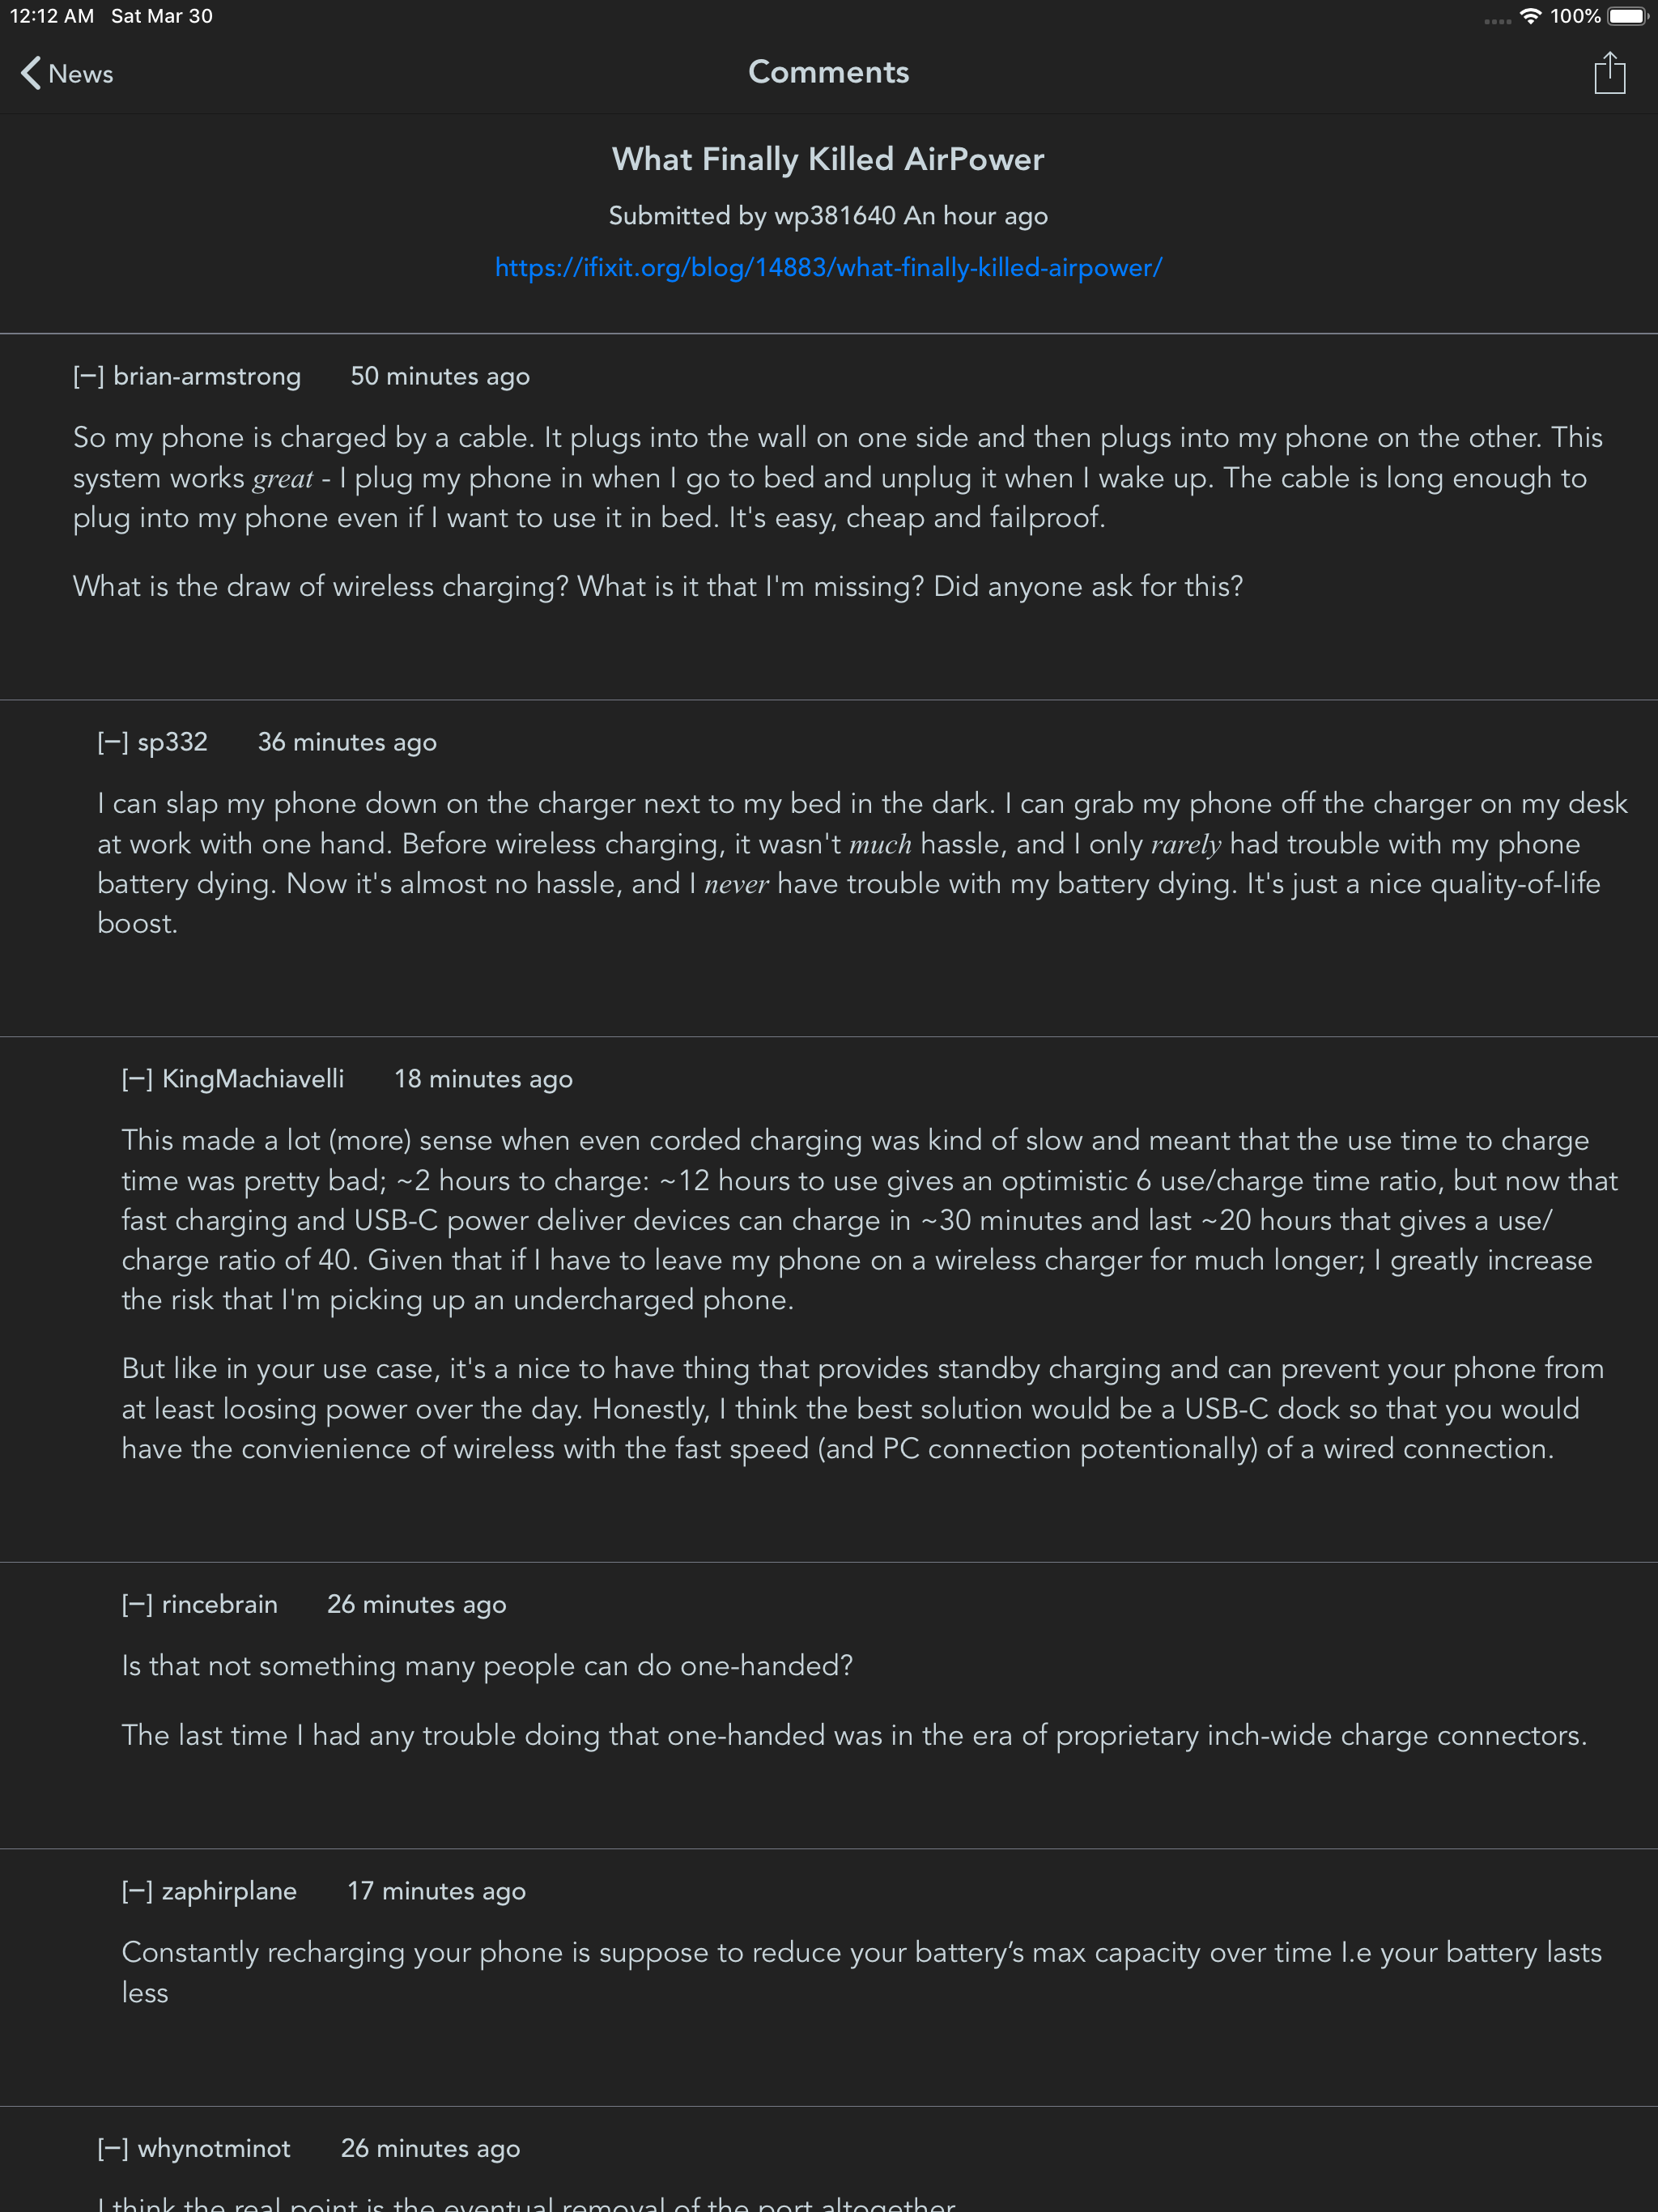 12:12 AM Sat Mar 30
100%
News
Comments
What Finally Killed AirPower
Submitted by wp381640 An hour ago
https://ifixit.org/blog/14883/what-finally-killed-airpower/
[−] brian-armstrong 50 minutes ago
So my phone is charged by a cable. It plugs into the wall on one side and then plugs into my phone on the other. This
system works great - I plug my phone in when I go to bed and unplug it when I wake up. The cable is long enough to
plug into my phone even if I want to use it in bed. It's easy, cheap and failproof.
What is the draw of wireless charging? What is it that I'm missing? Did anyone ask for this?
[−] sp332 36 minutes ago
I can slap my phone down on the charger next to my bed in the dark. I can grab my phone off the charger on my desk
at work with one hand. Before wireless charging, it wasn't much hassle, and I only rarely had trouble with my phone
battery dying. Now it's almost no hassle, and I never have trouble with my battery dying. It's just a nice quality-of-life
boost.
[−] KingMachiavelli 18 minutes ago
This made a lot (more) sense when even corded charging was kind of slow and meant that the use time to charge
time was pretty bad; ~2 hours to charge: ~12 hours to use gives an optimistic 6 use/charge time ratio, but now that
fast charging and USB-C power deliver devices can charge in ~30 minutes and last ~20 hours that gives a use/
charge ratio of 40. Given that if I have to leave my phone on a wireless charger for much longer; I greatly increase
the risk that I'm picking up an undercharged phone.
But like in your use case, it's a nice to have thing that provides standby charging and can prevent your phone from
at least loosing power over the day. Honestly, I think the best solution would be a USB-C dock so that you would
have the convienience of wireless with the fast speed (and PC connection potentionally) of a wired connection.
[−] rincebrain 26 minutes ago
Is that not something many people can do one-handed?
The last time I had any trouble doing that one-handed was in the era of proprietary inch-wide charge connectors.
[−] zaphirplane 17 minutes ago
Constantly recharging your phone is suppose to reduce your battery’s max capacity over time I.e your battery lasts
less
[−] whynotminot 26 minutes ago
I think the real point is the eventual removal of the port altogether